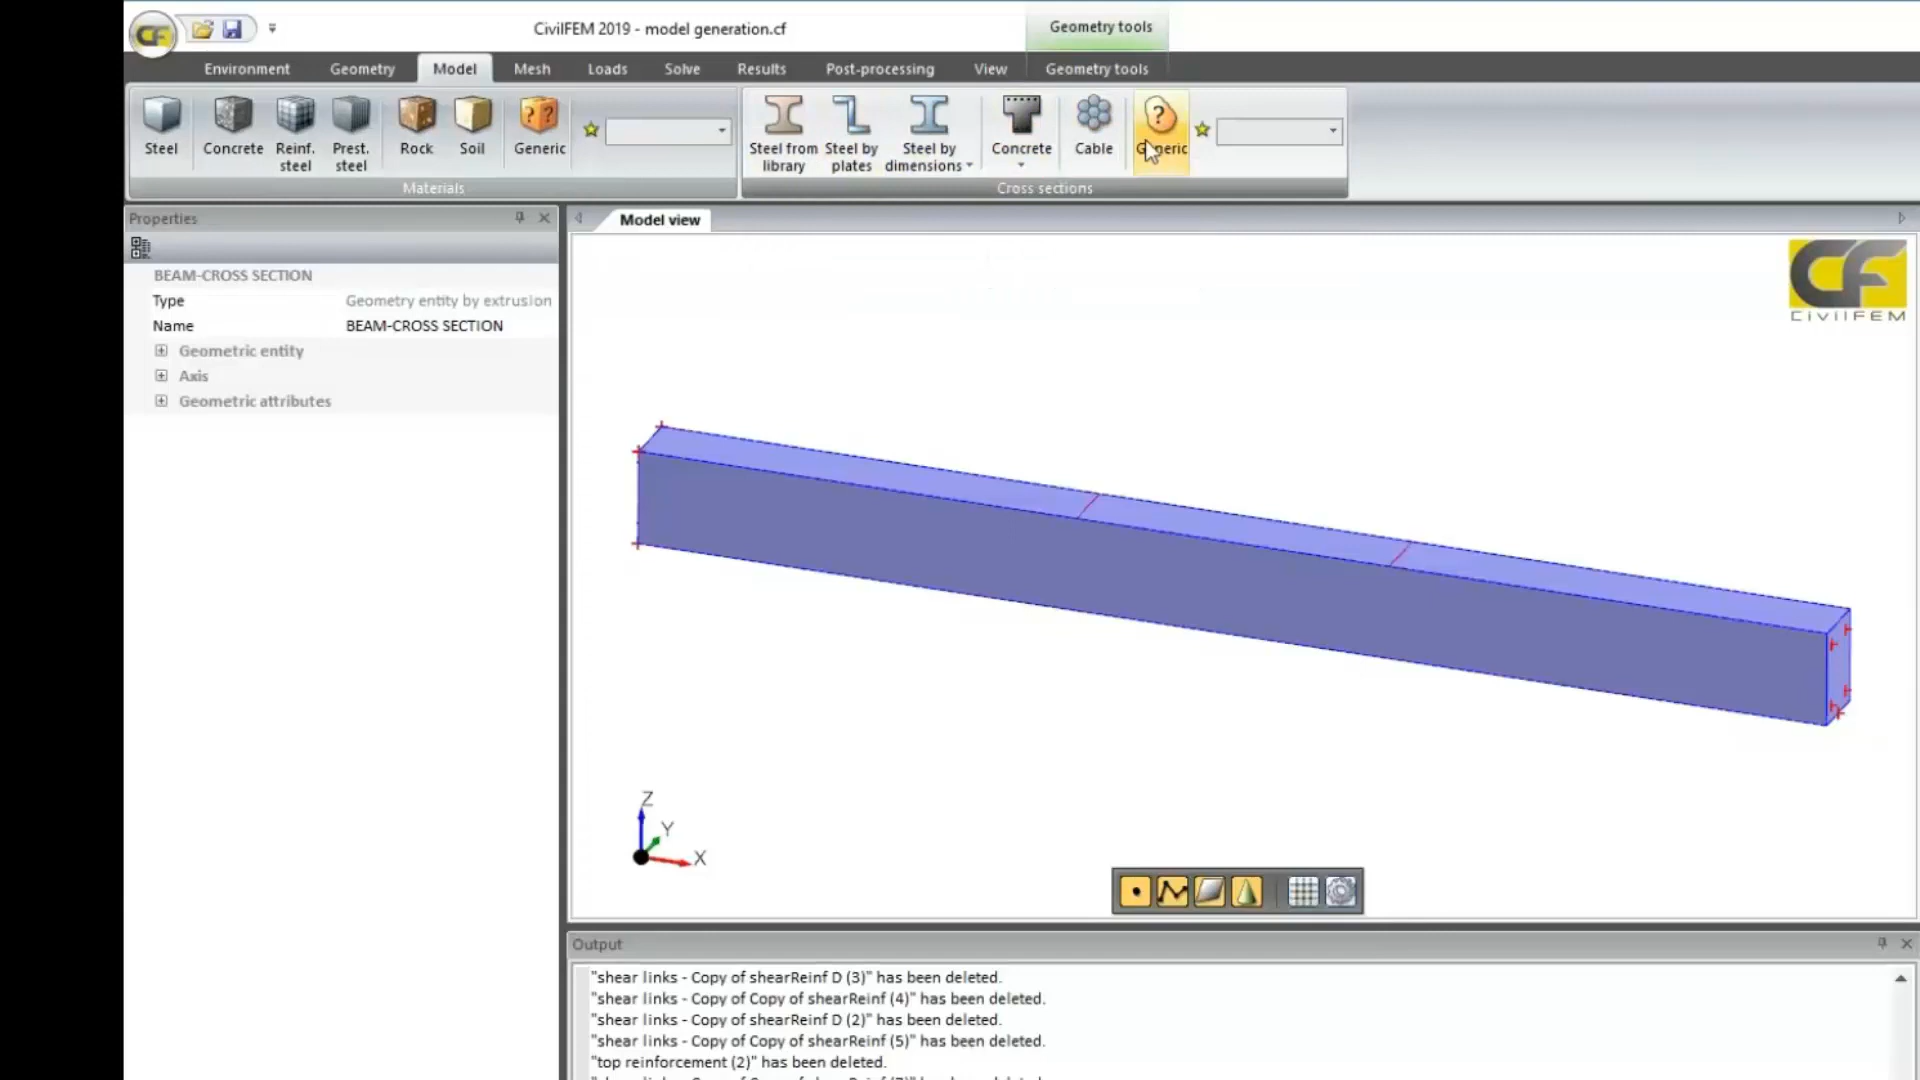 CivilFEM 2019 - model generation.cf
Geometry tools
Environment Geometry Model Mesh Loads Solve Results Post-processing View Geometry tools
Steel Concrete Reinf. steel Prest. steel Rock Soil Generic
Materials
Steel from library Steel by plates Steel by dimensions Concrete Cable Generic
Cross sections
Properties
Model view
BEAM-CROSS SECTION
Type Geometry entity by extrusion
Name BEAM-CROSS SECTION
Geometric entity
Axis
Geometric attributes
CF
CIVILFEM
Z
Y
X
Output
"shear links - Copy of shearReinf D (3)" has been deleted.
"shear links - Copy of Copy of shearReinf (4)" has been deleted.
"shear links - Copy of shearReinf D (2)" has been deleted.
"shear links - Copy of Copy of shearReinf (5)" has been deleted.
"top reinforcement (2)" has been deleted.